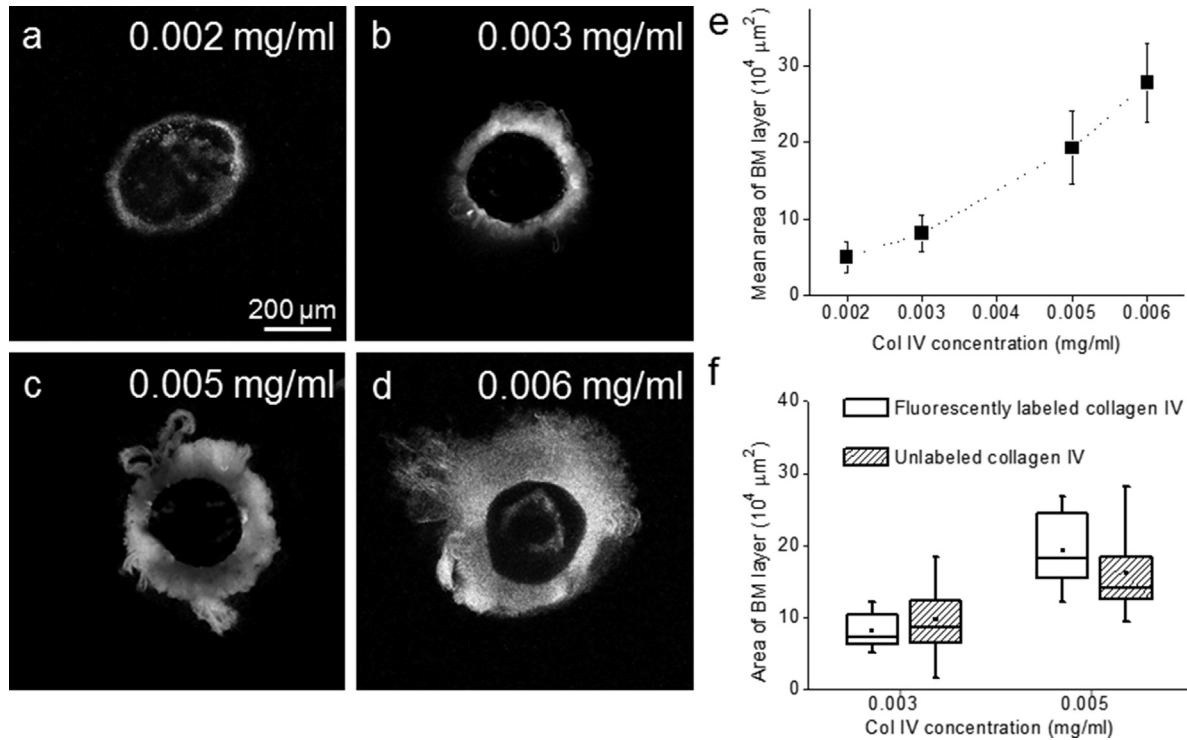 a 0.002 mg/ml
200 µm
b 0.003 mg/ml
c 0.005 mg/ml
d 0.006 mg/ml
e
Mean area of BM layer (10⁴ µm²)
30
20
10
0
0.002 0.003 0.004 0.005 0.006
Col IV concentration (mg/ml)
f
Area of BM layer (10⁴ µm²)
40
30
20
10
0
Fluorescently labeled collagen IV
Unlabeled collagen IV
0.003 0.005
Col IV concentration (mg/ml)